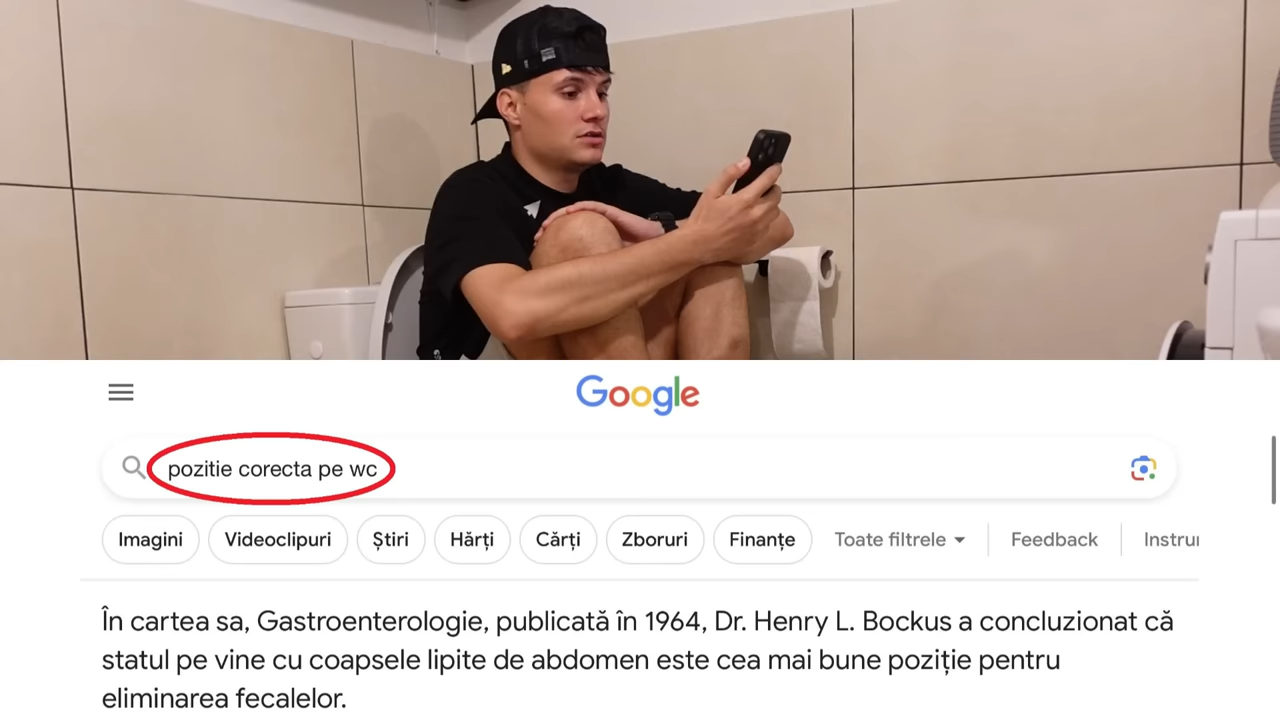 Google
pozitie corecta pe wc
Imagini Videoclipuri Știri Hărți Cărți Zboruri Finanțe Toate filtrele Feedback Instru
În cartea sa, Gastroenterologie, publicată în 1964, Dr. Henry L. Bockus a concluzionat că
statul pe vine cu coapsele lipite de abdomen este cea mai bune poziție pentru
eliminarea fecalelor.